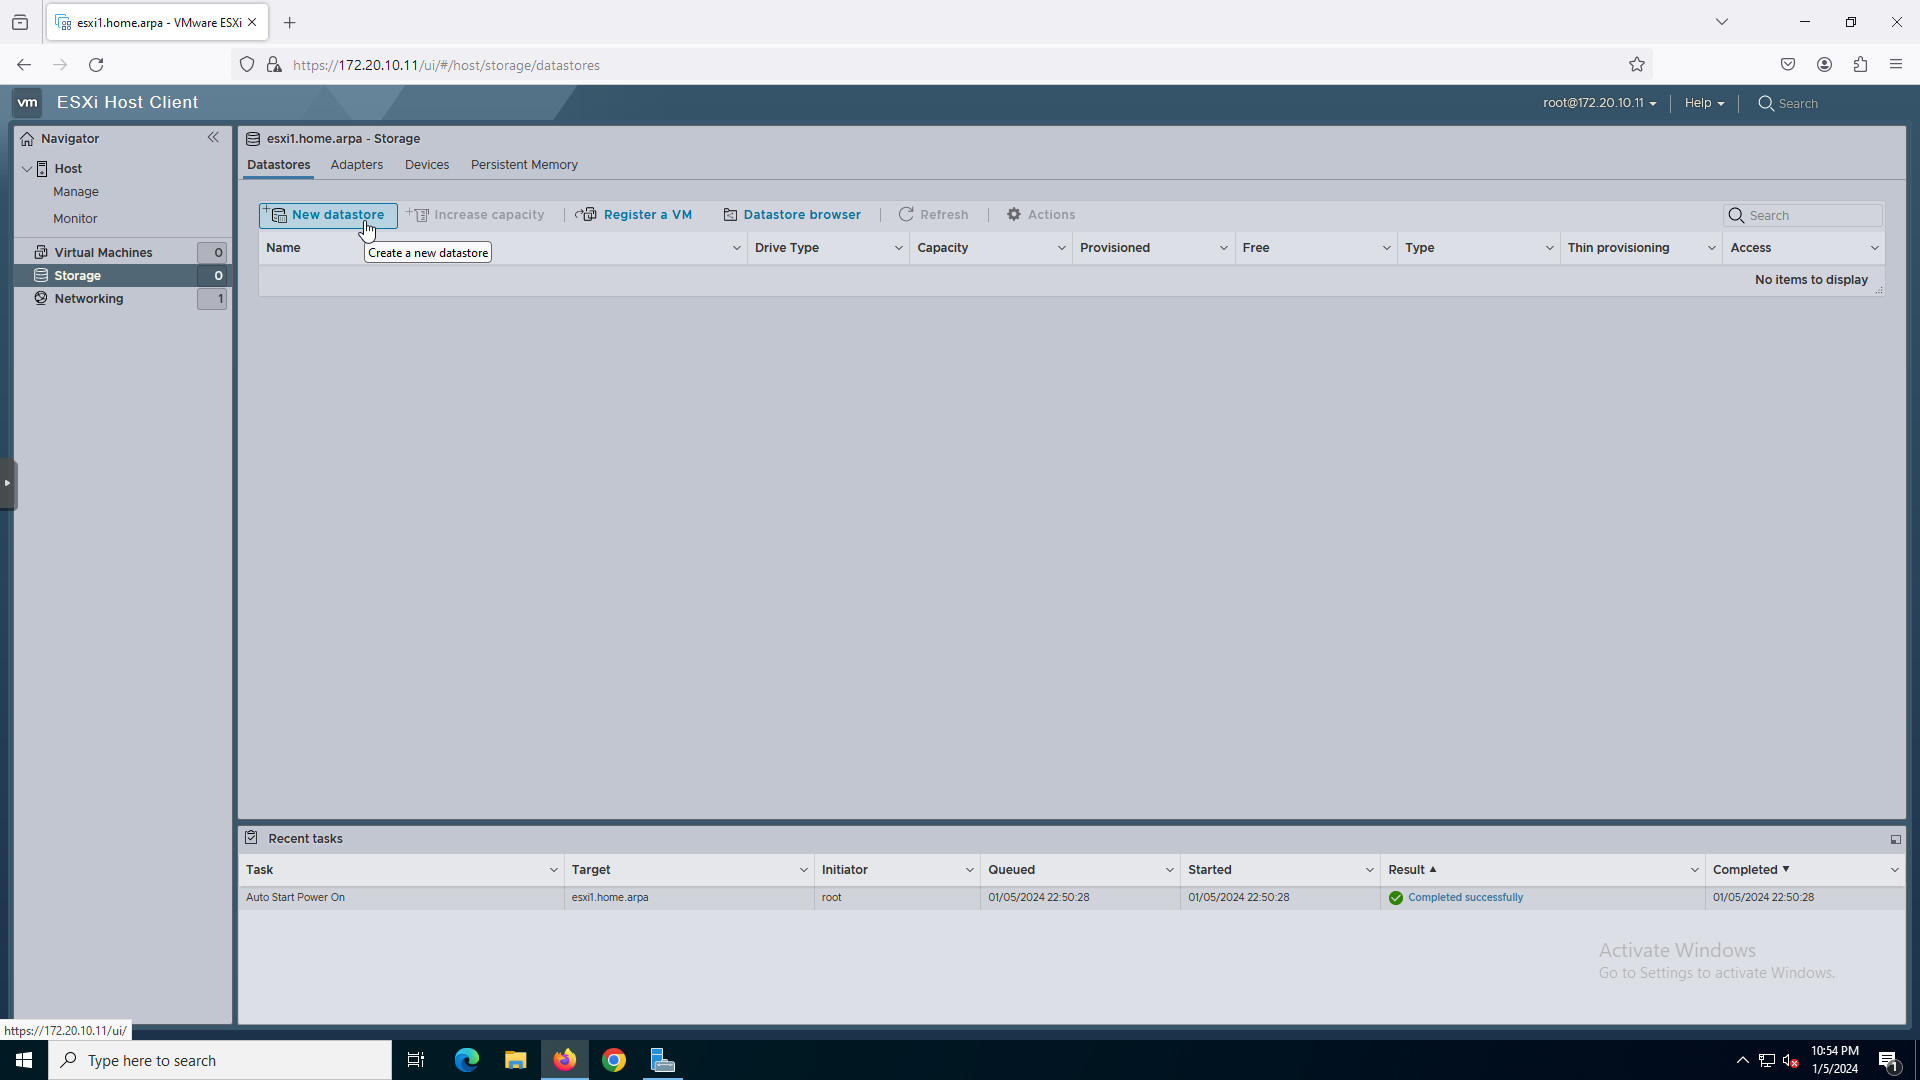 esxi1.home.arpa - VMware ESXi
https://172.20.10.11/ui/#/host/storage/datastores
vm ESXi Host Client
root@172.20.10.11
Help
Search
Navigator
Host
Manage
Monitor
Virtual Machines 0
Storage 0
Networking 1
esxi1.home.arpa - Storage
Datastores Adapters Devices Persistent Memory
New datastore Increase capacity | Register a VM Datastore browser | Refresh | Actions
Search
Name Drive Type Capacity Provisioned Free Type Thin provisioning Access
Create a new datastore
No items to display
Recent tasks
Task Target Initiator Queued Started Result Completed
Auto Start Power On esxi1.home.arpa root 01/05/2024 22:50:28 01/05/2024 22:50:28 Completed successfully 01/05/2024 22:50:28
Activate Windows
Go to Settings to activate Windows.
https://172.20.10.11/ui/
Type here to search
10:54 PM
1/5/2024
1